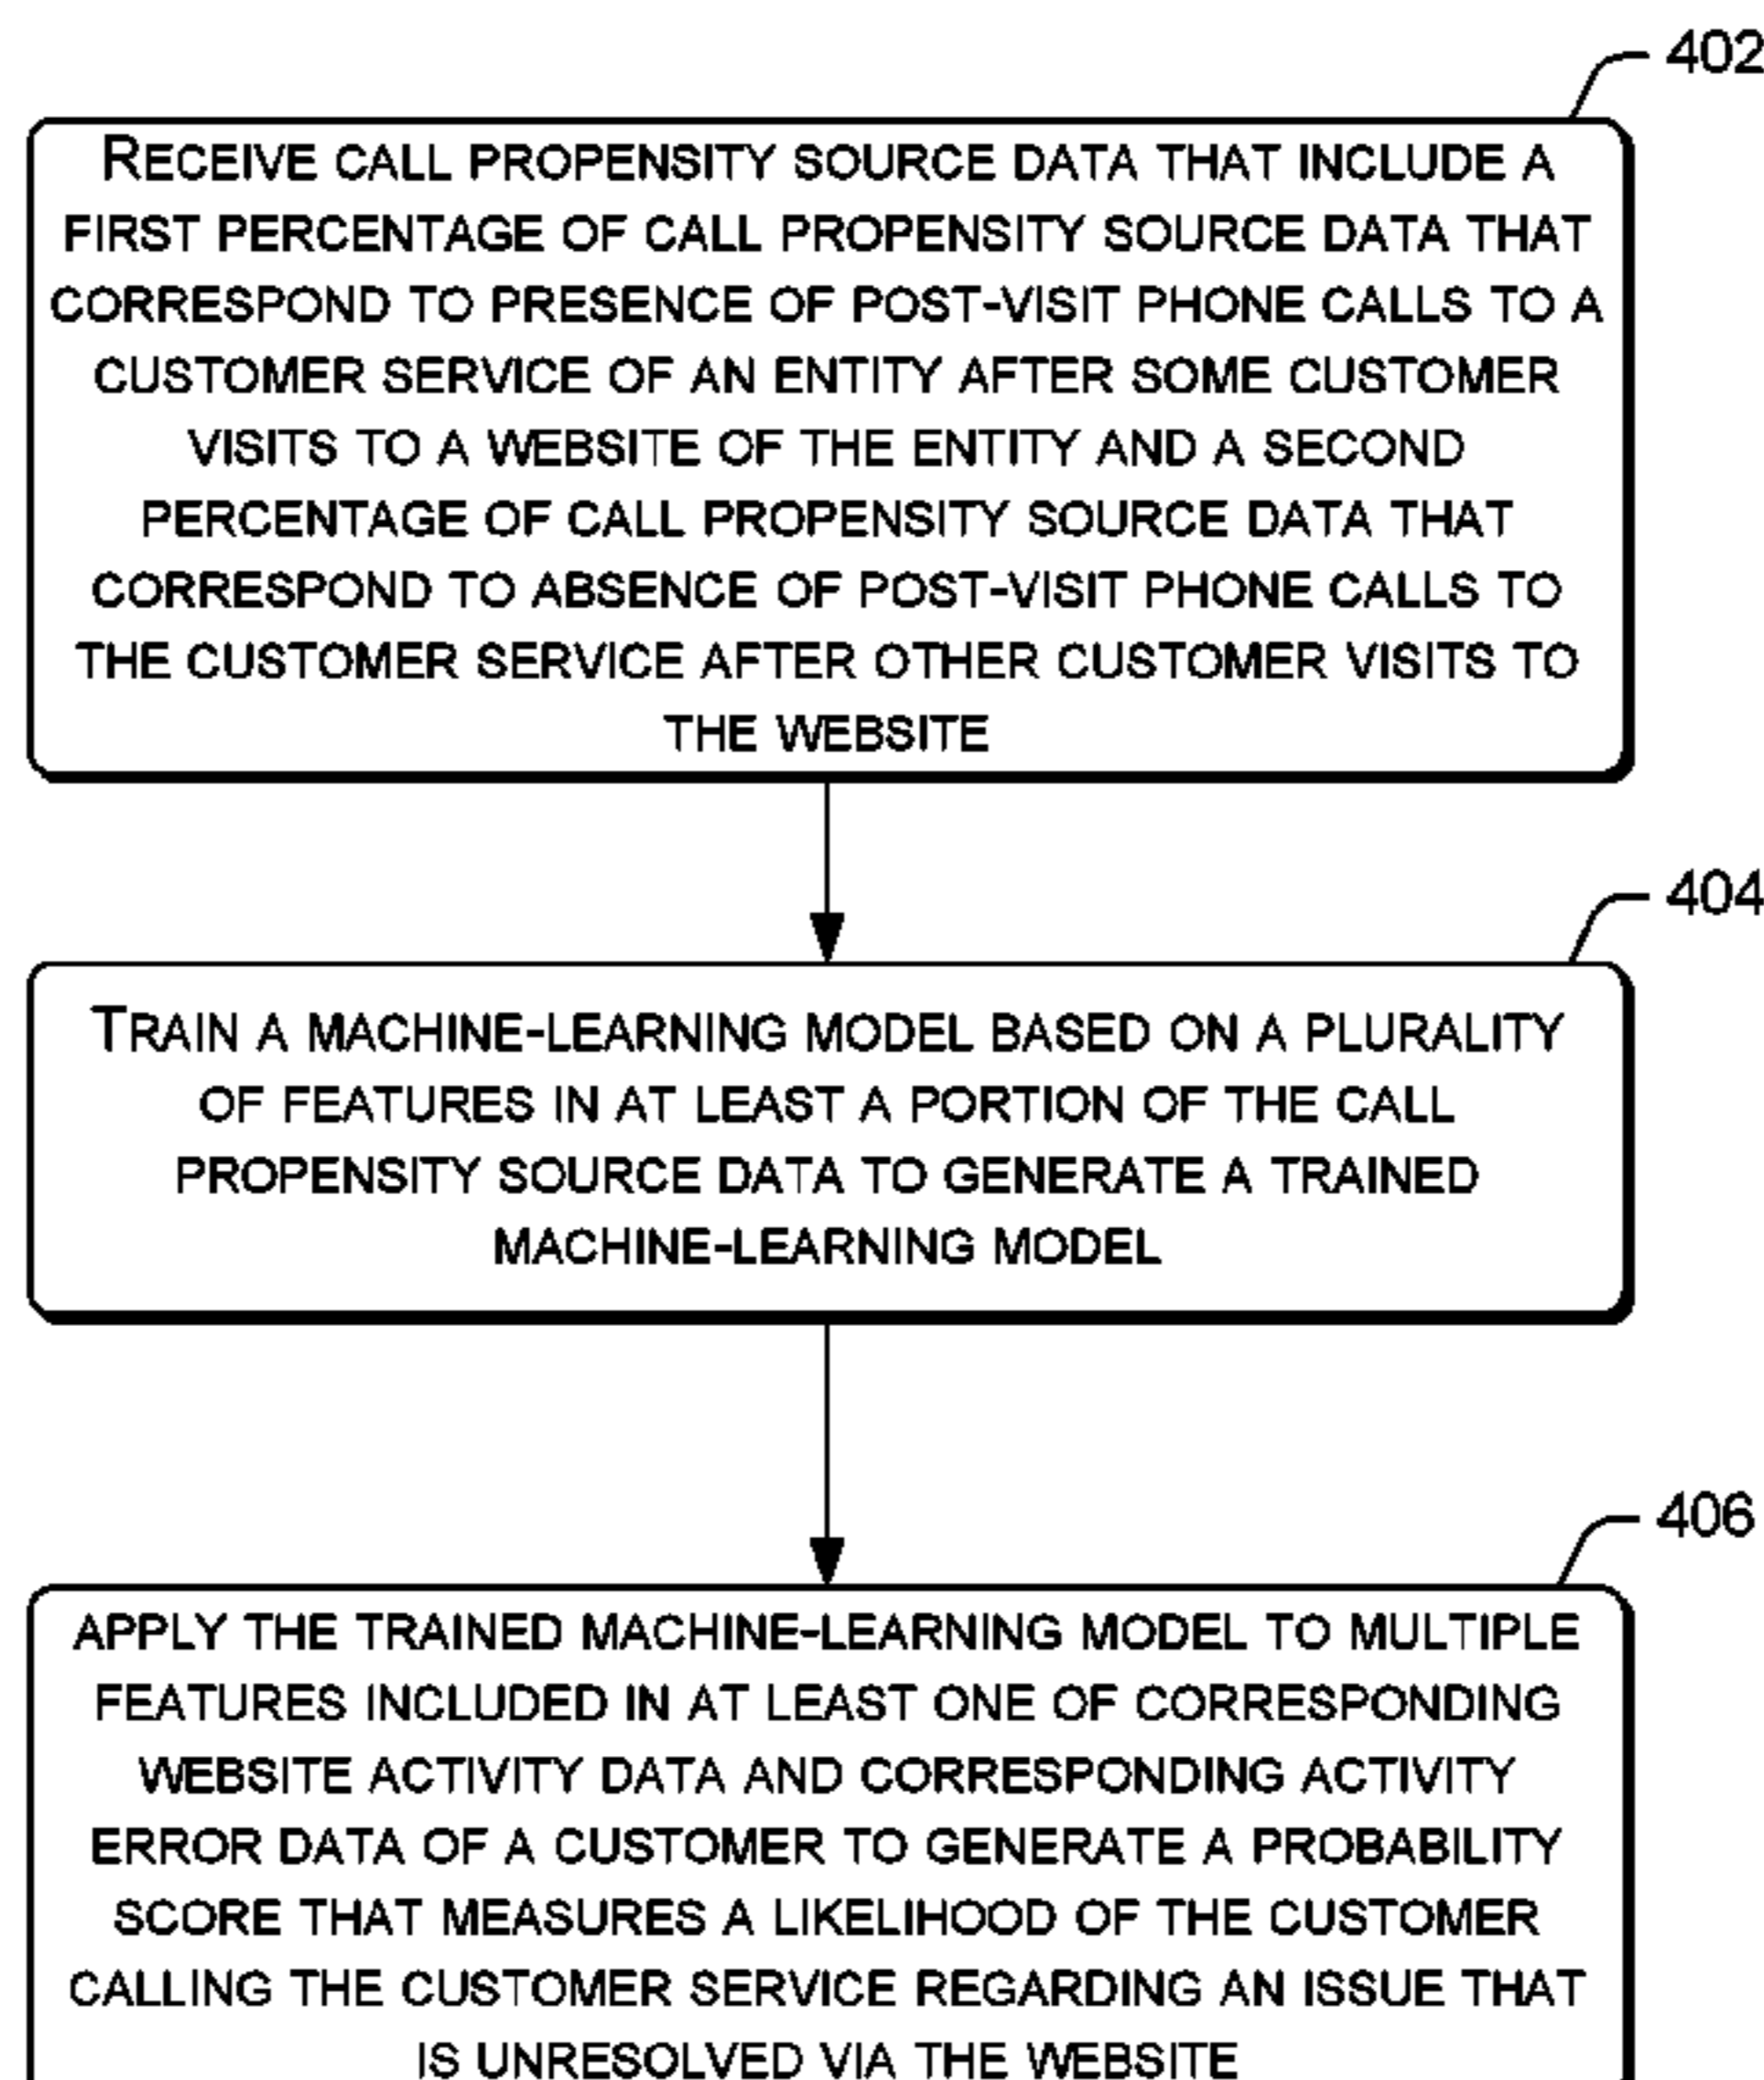 402
RECEIVE CALL PROPENSITY SOURCE DATA THAT INCLUDE A
FIRST PERCENTAGE OF CALL PROPENSITY SOURCE DATA THAT
CORRESPOND TO PRESENCE OF POST-VISIT PHONE CALLS TO A
CUSTOMER SERVICE OF AN ENTITY AFTER SOME CUSTOMER
VISITS TO A WEBSITE OF THE ENTITY AND A SECOND
PERCENTAGE OF CALL PROPENSITY SOURCE DATA THAT
CORRESPOND TO ABSENCE OF POST-VISIT PHONE CALLS TO
THE CUSTOMER SERVICE AFTER OTHER CUSTOMER VISITS TO
THE WEBSITE
404
TRAIN A MACHINE-LEARNING MODEL BASED ON A PLURALITY
OF FEATURES IN AT LEAST A PORTION OF THE CALL
PROPENSITY SOURCE DATA TO GENERATE A TRAINED
MACHINE-LEARNING MODEL
406
APPLY THE TRAINED MACHINE-LEARNING MODEL TO MULTIPLE
FEATURES INCLUDED IN AT LEAST ONE OF CORRESPONDING
WEBSITE ACTIVITY DATA AND CORRESPONDING ACTIVITY
ERROR DATA OF A CUSTOMER TO GENERATE A PROBABILITY
SCORE THAT MEASURES A LIKELIHOOD OF THE CUSTOMER
CALLING THE CUSTOMER SERVICE REGARDING AN ISSUE THAT
IS UNRESOLVED VIA THE WEBSITE